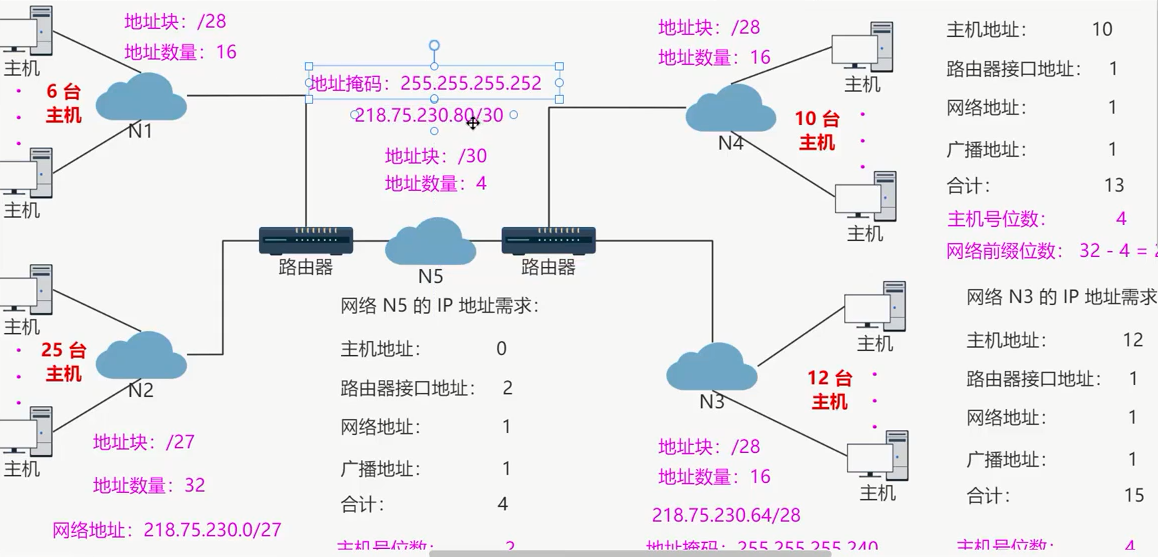 地址块：/28
地址数量：16
主机
6 台
主机
N1
主机
地址掩码：255.255.255.252
218.75.230.80/30
地址块：/30
地址数量：4
地址块：/28
地址数量：16
主机
10 台
主机
N4
主机
主机地址： 10
路由器接口地址： 1
网络地址： 1
广播地址： 1
合计： 13
主机号位数： 4
网络前缀位数： 32 - 4 =
路由器
N5
路由器
主机
25 台
主机
N2
主机
地址块：/27
地址数量：32
网络地址：218.75.230.0/27
网络 N5 的 IP 地址需求：
主机地址： 0
路由器接口地址： 2
网络地址： 1
广播地址： 1
合计： 4
主机号位数： 2
主机
12 台
主机
N3
主机
地址块：/28
地址数量：16
218.75.230.64/28
地址掩码：255.255.255.240
网络 N3 的 IP 地址需求
主机地址： 12
路由器接口地址： 1
网络地址： 1
广播地址： 1
合计： 15
主机号位数： 4